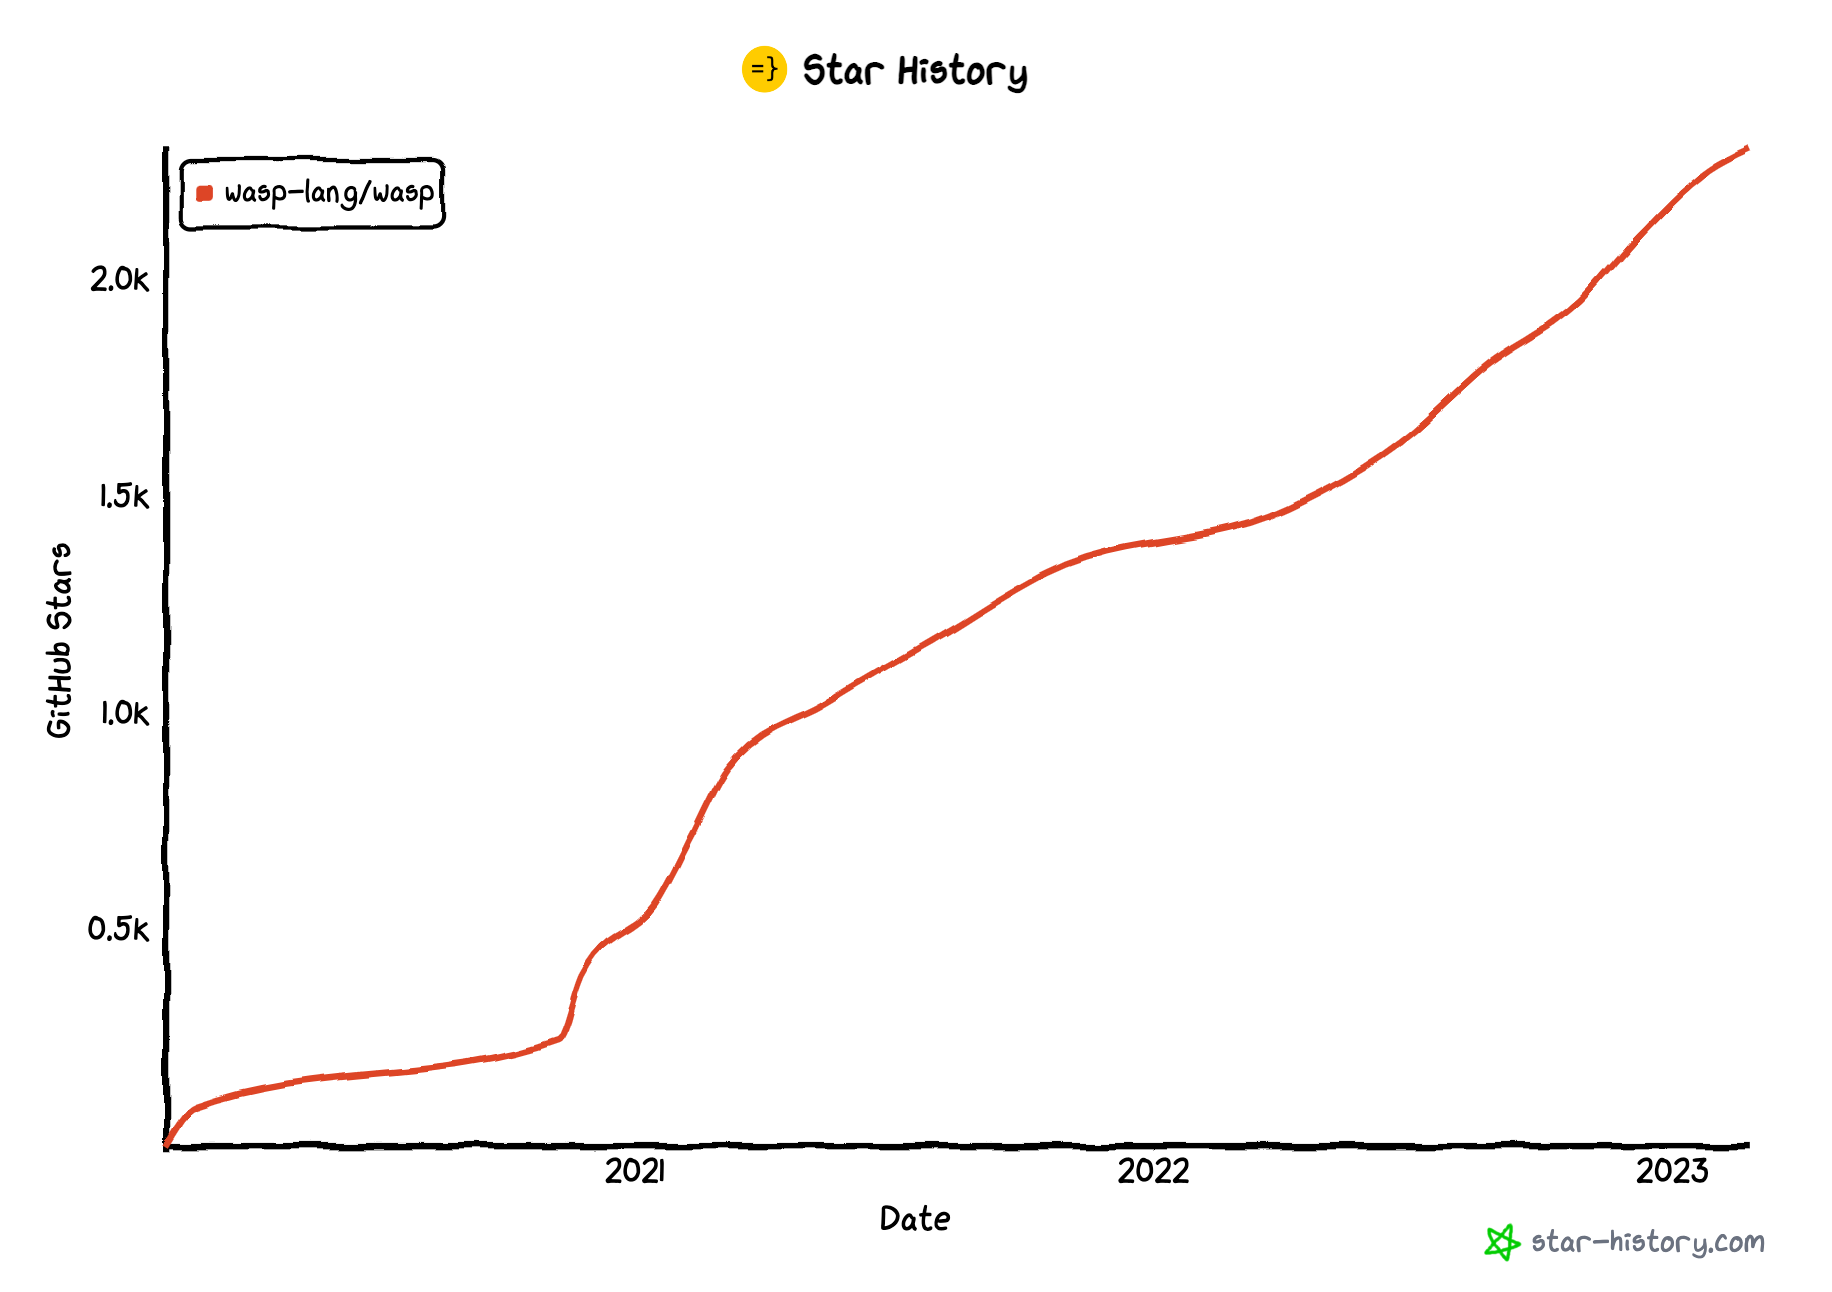 =} Star History
wasp-lang/wasp
2.0k
1.5k
1.0k
0.5k
GitHub Stars
2021 2022 2023
Date
star-history.com